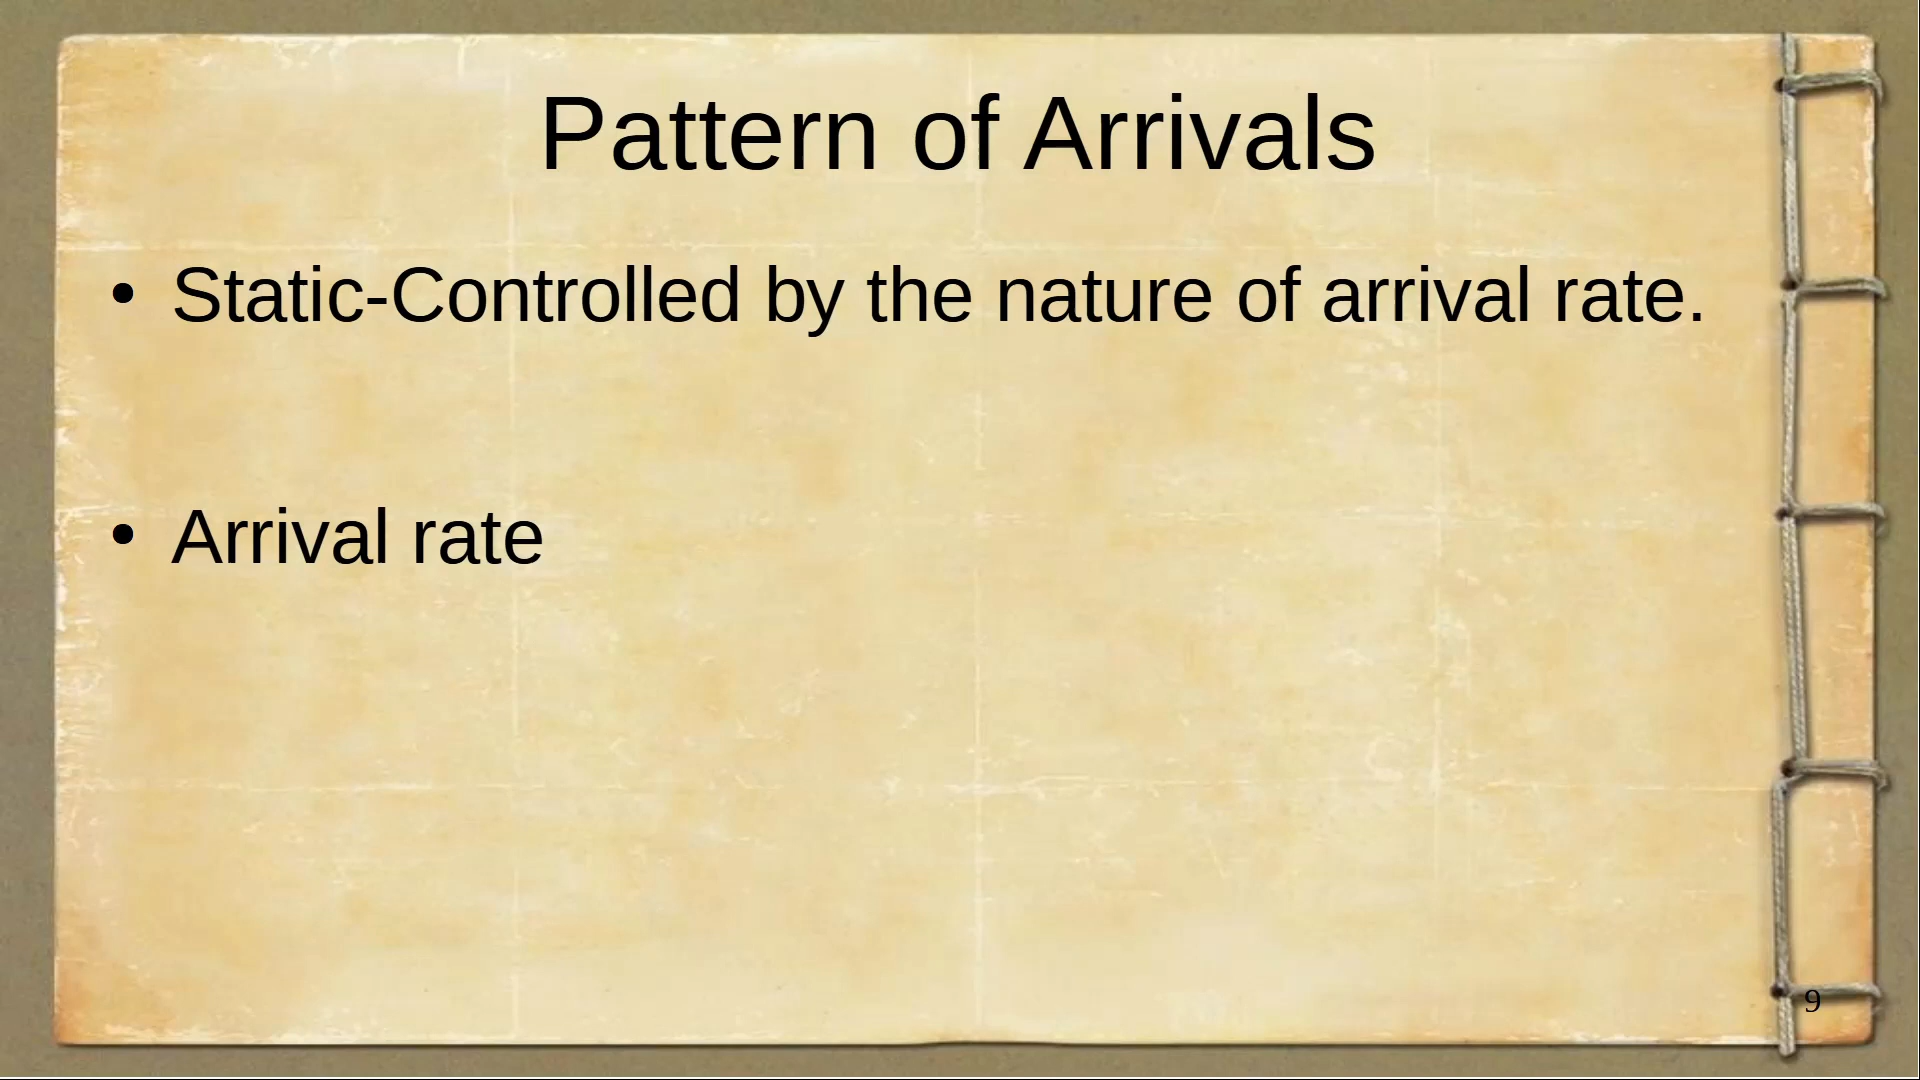 Pattern of Arrivals
• Static-Controlled by the nature of arrival rate.
• Arrival rate
9